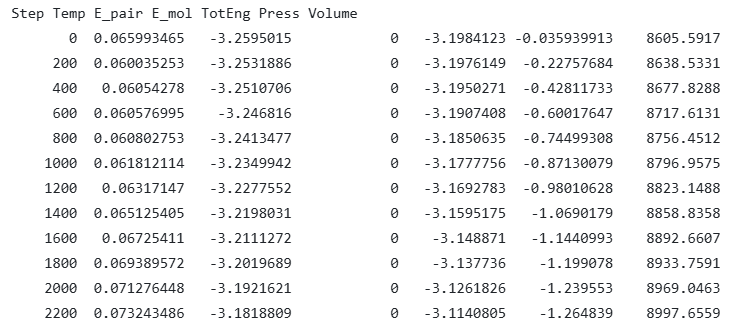 Step Temp E_pair E_mol TotEng Press Volume
0 0.065993465 -3.2595015 0 -3.1984123 -0.035939913 8605.5917
200 0.060035253 -3.2531886 0 -3.1976149 -0.22757684 8638.5331
400 0.06054278 -3.2510706 0 -3.1950271 -0.42811733 8677.8288
600 0.060576995 -3.246816 0 -3.1907408 -0.60017647 8717.6131
800 0.060802753 -3.2413477 0 -3.1850635 -0.74499308 8756.4512
1000 0.061812114 -3.2349942 0 -3.1777756 -0.87130079 8796.9575
1200 0.06317147 -3.2277552 0 -3.1692783 -0.98010628 8823.1488
1400 0.065125405 -3.2198031 0 -3.1595175 -1.0690179 8858.8358
1600 0.06725411 -3.2111272 0 -3.148871 -1.1440993 8892.6607
1800 0.069389572 -3.2019689 0 -3.137736 -1.199078 8933.7591
2000 0.071276448 -3.1921621 0 -3.1261826 -1.239553 8969.0463
2200 0.073243486 -3.1818809 0 -3.1140805 -1.264839 8997.6559